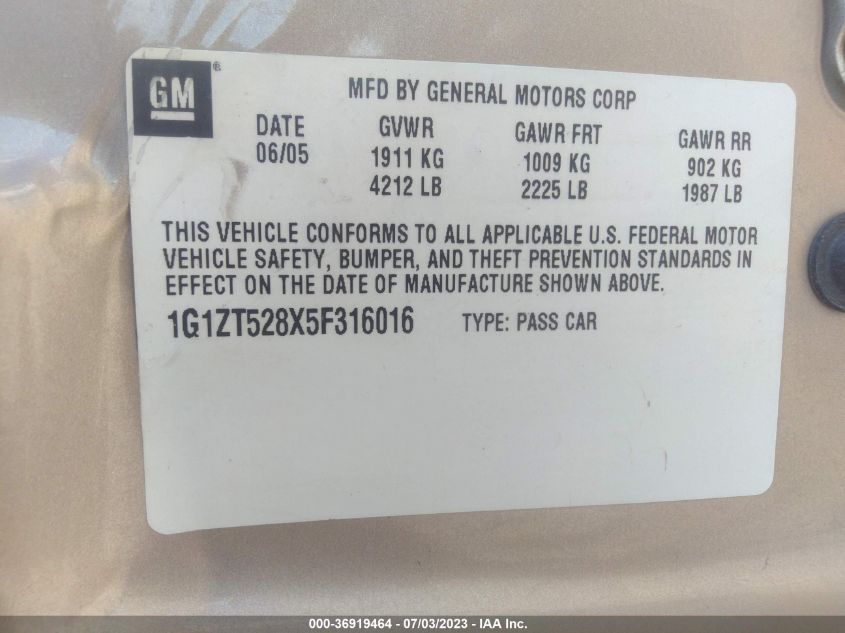 GM®
MFD BY GENERAL MOTORS CORP
DATE GVWR GAWR FRT GAWR RR
06/05 1911 KG 1009 KG 902 KG
4212 LB 2225 LB 1987 LB
THIS VEHICLE CONFORMS TO ALL APPLICABLE U.S. FEDERAL MOTOR
VEHICLE SAFETY, BUMPER, AND THEFT PREVENTION STANDARDS IN
EFFECT ON THE DATE OF MANUFACTURE SHOWN ABOVE.
1G1ZT528X5F316016 TYPE: PASS CAR
000-36919464 - 07/03/2023 - IAA Inc.